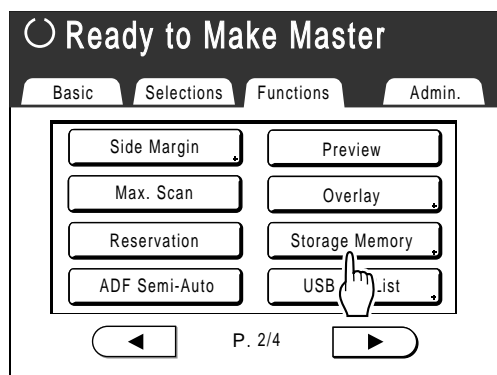 Ready to Make Master
Basic Selections Functions Admin.
Side Margin Preview
Max. Scan Overlay
Reservation Storage Memory
ADF Semi-Auto USB List
P. 2/4